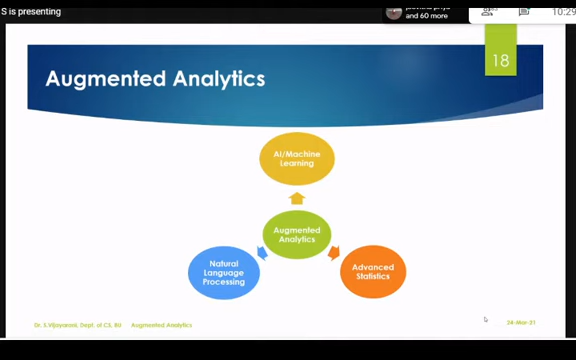 S is presenting
and 60 more
10:29
18
Augmented Analytics
AI/Machine
Learning
Augmented
Analytics
Natural
Language
Processing
Advanced
Statistics
Dr. S.Vijayarani, Dept. of CS, BU Augmented Analytics
24-Mar-21